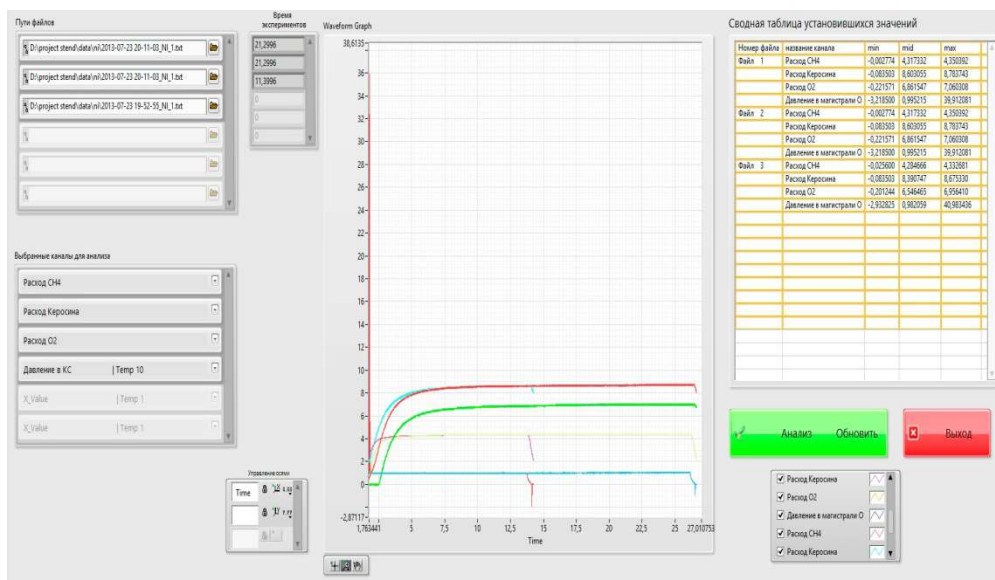 Пути файлов
D:\project stend\data\ni\2013-07-23 20-11-03_NI_1.txt
D:\project stend\data\ni\2013-07-23 20-11-03_NI_1.txt
D:\project stend\data\ni\2013-07-23 19-52-55_NI_1.txt
Время
экспериментов
21,2996
21,2996
11,3996
0
0
0
Выбранные каналы для анализа
Расход CH4
Расход Керосина
Расход O2
Давление в КС | Temp 10
X_Value | Temp 1
X_Value | Temp 1
Waveform Graph
38,6135
36
34
32
30
28
26
24
22
20
18
16
14
12
10
8
6
4
2
0
-2,87117
1,763441 5 7,5 10 12,5 15 17,5 20 22,5 25 27,010753
Time
Управление осями
Time
Сводная таблица установившихся значений
Номер файла название канала min mid max
Файл 1 Расход CH4 -0,002774 4,317332 4,350392
Расход Керосина -0,083503 8,603055 8,783743
Расход O2 -0,221571 6,861547 7,060308
Давление в магистрали О -3,218500 0,995215 39,912081
Файл 2 Расход CH4 -0,002774 4,317332 4,350392
Расход Керосина -0,083503 8,603055 8,783743
Расход O2 -0,221571 6,861547 7,060308
Давление в магистрали О -3,218500 0,995215 39,912081
Файл 3 Расход CH4 -0,025600 4,284666 4,332681
Расход Керосина -0,083503 8,390747 8,675330
Расход O2 -0,201244 6,546465 6,956410
Давление в магистрали О -2,932825 0,982059 40,983436
Анализ Обновить
Выход
Расход Керосина
Расход O2
Давление в магистрали О
Расход CH4
Расход Керосина